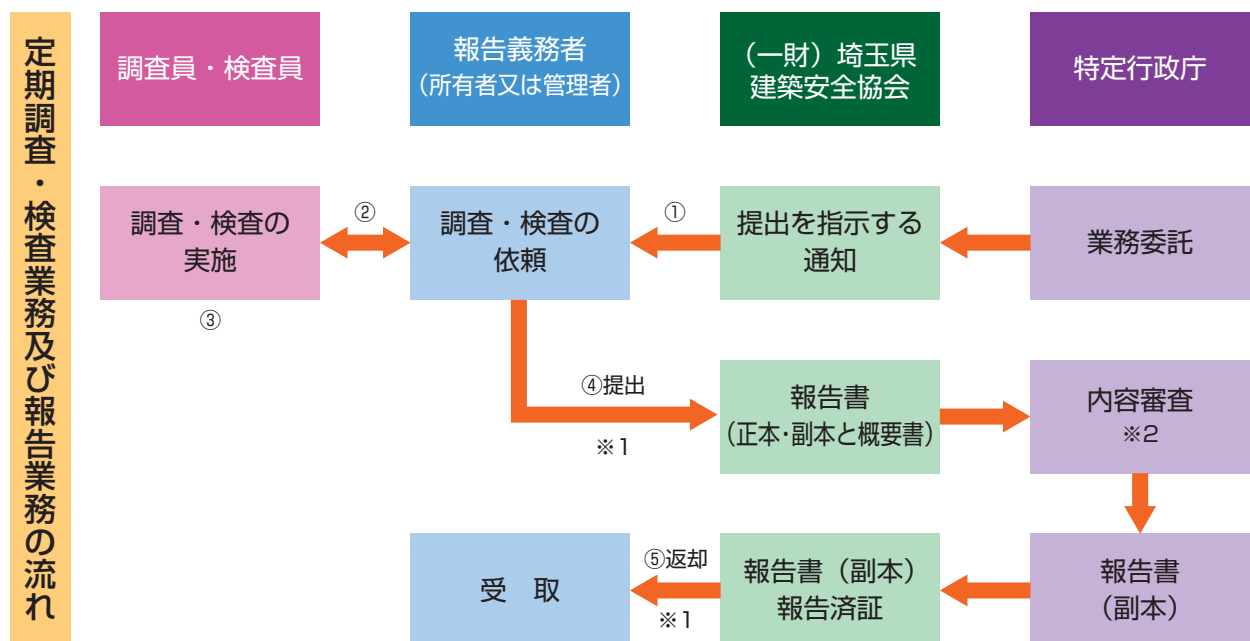 定期調査・検査業務及び報告業務の流れ
調査員・検査員
報告義務者
（所有者又は管理者）
（一財）埼玉県
建築安全協会
特定行政庁
調査・検査の
実施
③
②
調査・検査の
依頼
①
提出を指示する
通知
業務委託
④提出
※1
報告書
（正本・副本と概要書）
内容審査
※2
受　取
⑤返却
※1
報告書（副本）
報告済証
報告書
（副本）